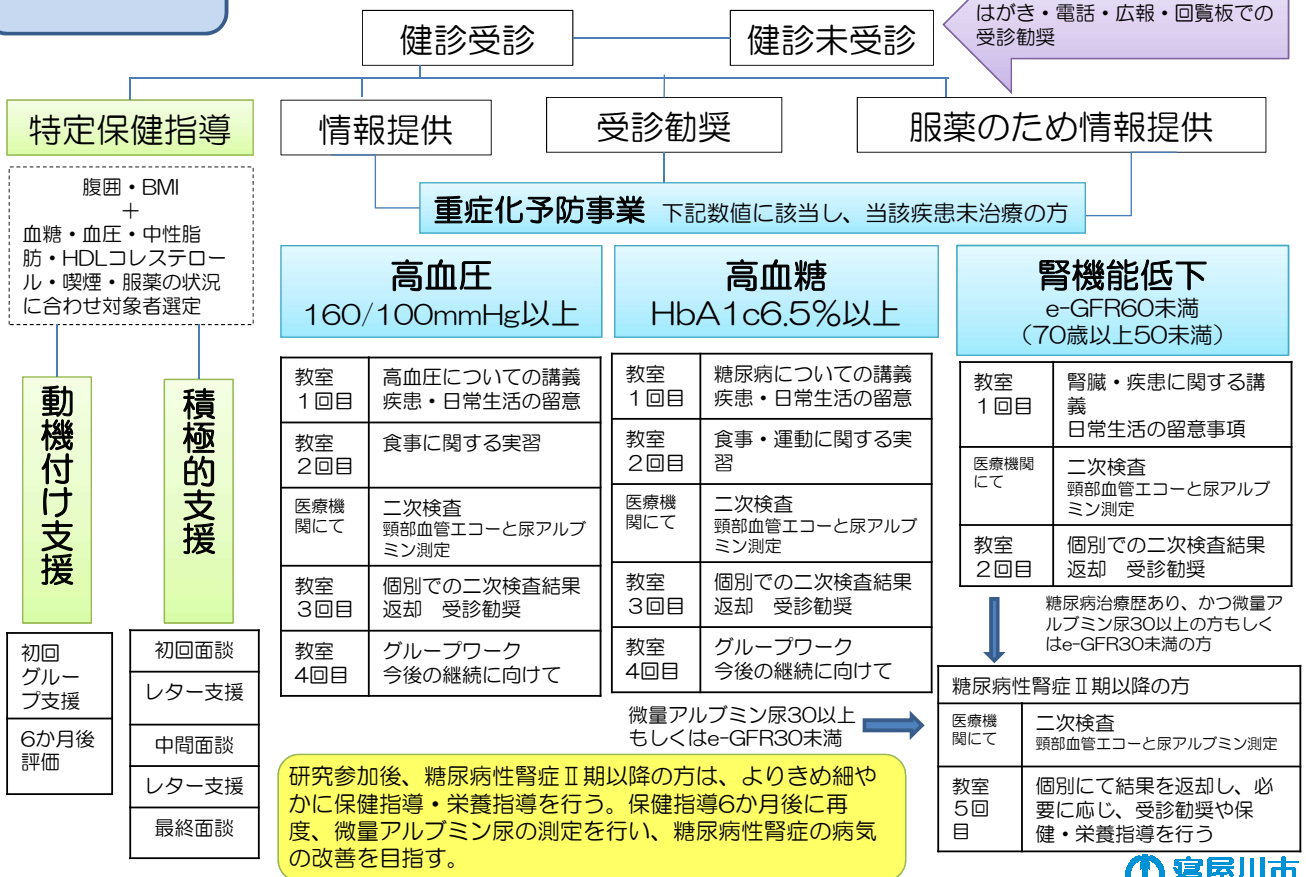 はがき・電話・広報・回覧板での
受診勧奨
健診受診
健診未受診
特定保健指導
情報提供
受診勧奨
服薬のため情報提供
腹囲・BMI
＋
血糖・血圧・中性脂
肪・HDLコレステロー
ル・喫煙・服薬の状況
に合わせ対象者選定
重症化予防事業 下記数値に該当し、当該疾患未治療の方
動機付け支援
積極的支援
初回
グルー
プ支援
6か月後
評価
初回面談
レター支援
中間面談
レター支援
最終面談
高血圧
160/100mmHg以上
教室
1回目
高血圧についての講義
疾患・日常生活の留意
教室
2回目
食事に関する実習
医療機
関にて
二次検査
頸部血管エコーと尿アルブ
ミン測定
教室
3回目
個別での二次検査結果
返却　受診勧奨
教室
4回目
グループワーク
今後の継続に向けて
高血糖
HbA1c6.5%以上
教室
1回目
糖尿病についての講義
疾患・日常生活の留意
教室
2回目
食事・運動に関する実
習
医療機
関にて
二次検査
頸部血管エコーと尿アルブ
ミン測定
教室
3回目
個別での二次検査結果
返却　受診勧奨
教室
4回目
グループワーク
今後の継続に向けて
腎機能低下
e-GFR60未満
（70歳以上50未満）
教室
1回目
腎臓・疾患に関する講
義
日常生活の留意事項
医療機関
にて
二次検査
頸部血管エコーと尿アルブ
ミン測定
教室
2回目
個別での二次検査結果
返却　受診勧奨
糖尿病治療歴あり、かつ微量ア
ルブミン尿30以上の方もしく
はe-GFR30未満の方
微量アルブミン尿30以上
もしくはe-GFR30未満
糖尿病性腎症Ⅱ期以降の方
医療機
関にて
二次検査
頸部血管エコーと尿アルブミン測定
教室
5回
目
個別にて結果を返却し、必
要に応じ、受診勧奨や保
健・栄養指導を行う
研究参加後、糖尿病性腎症Ⅱ期以降の方は、よりきめ細や
かに保健指導・栄養指導を行う。保健指導6か月後に再
度、微量アルブミン尿の測定を行い、糖尿病性腎症の病気
の改善を目指す。
寝屋川市